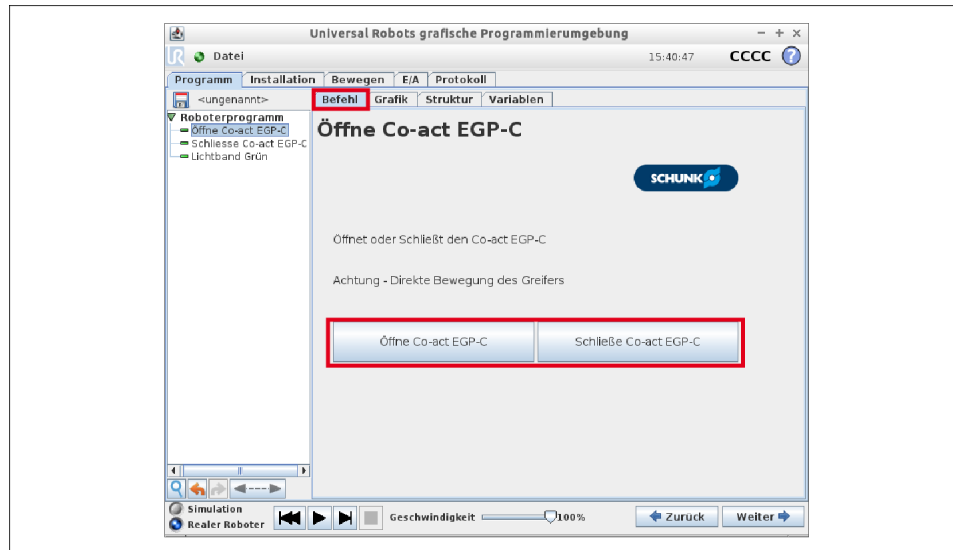 Universal Robots grafische Programmierumgebung
Datei
15:40:47
CCCC
?
Programm
Installation
Bewegen
E/A
Protokoll
<ungenannt>
Befehl
Grafik
Struktur
Variablen
Roboterprogramm
Öffne Co-act EGP-C
Schliesse Co-act EGP-C
Lichtband Grün
Öffne Co-act EGP-C
SCHUNK
Öffnet oder Schließt den Co-act EGP-C
Achtung - Direkte Bewegung des Greifers
Öffne Co-act EGP-C
Schließe Co-act EGP-C
Simulation
Realer Roboter
Geschwindigkeit
100%
Zurück
Weiter